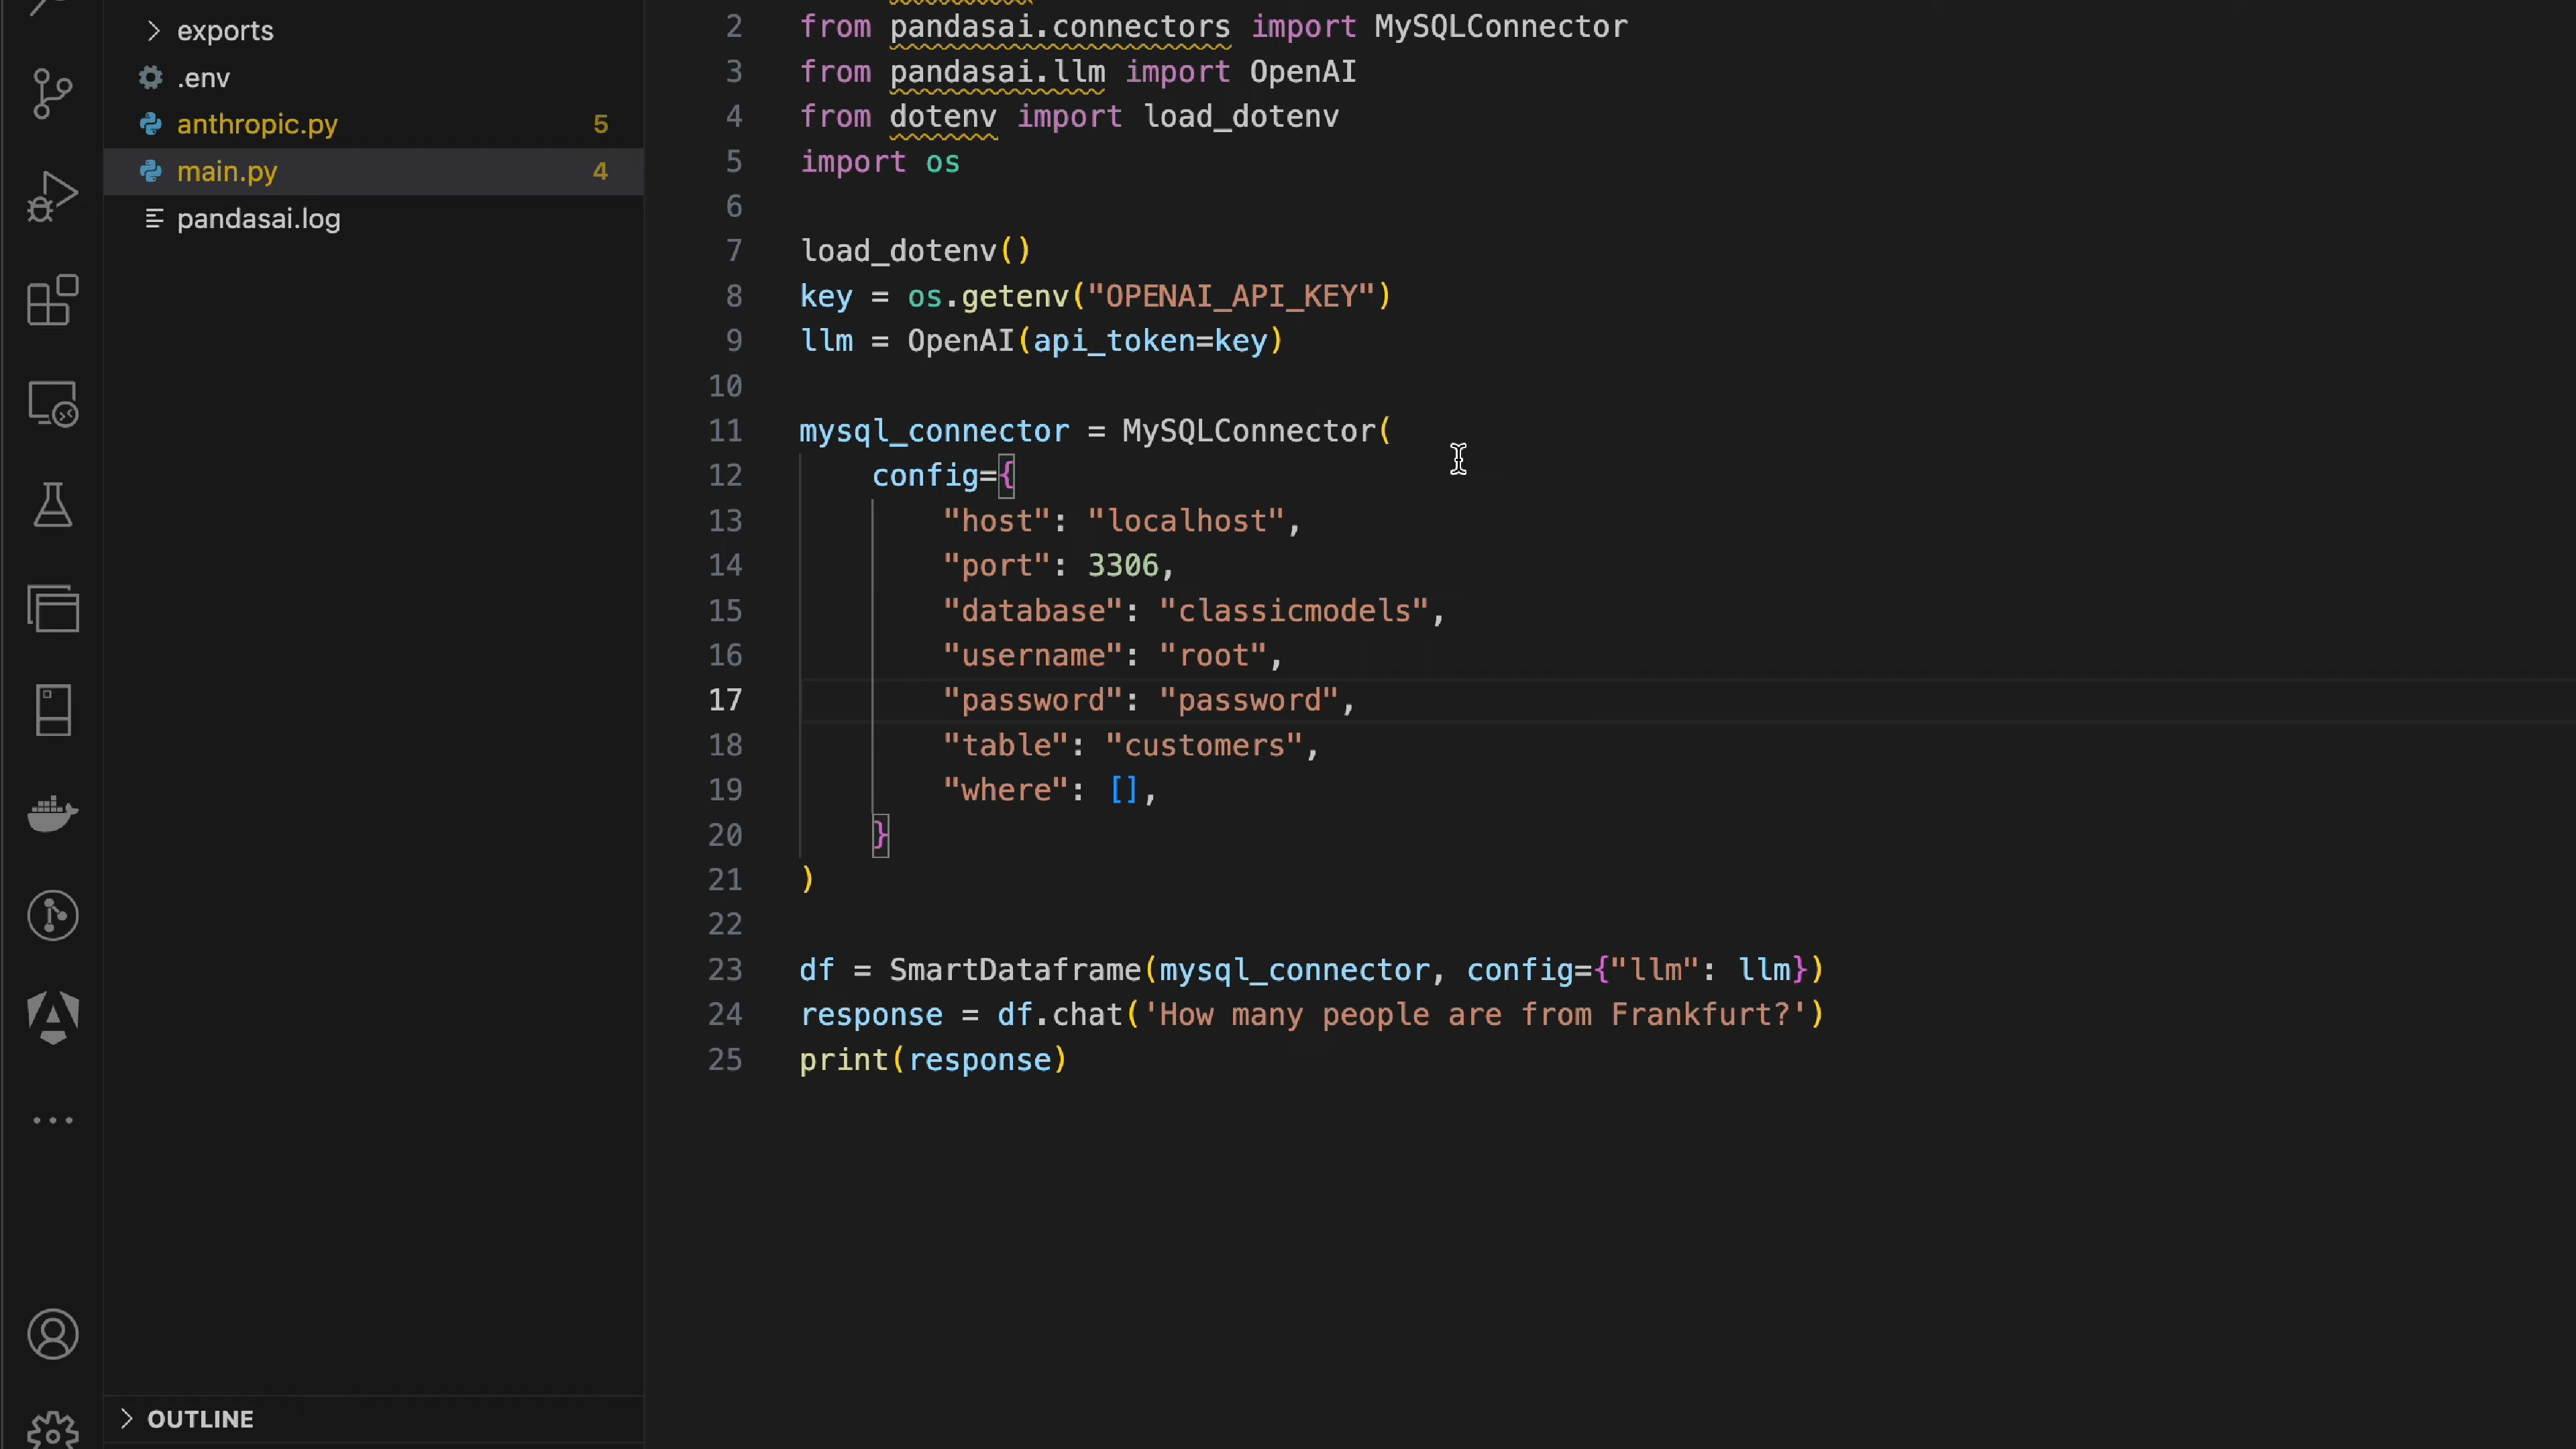 exports
.env
anthropic.py 5
main.py 4
pandasai.log
OUTLINE
2 from pandasai.connectors import MySQLConnector
3 from pandasai.llm import OpenAI
4 from dotenv import load_dotenv
5 import os
6
7 load_dotenv()
8 key = os.getenv("OPENAI_API_KEY")
9 llm = OpenAI(api_token=key)
10
11 mysql_connector = MySQLConnector(
12 config={
13 "host": "localhost",
14 "port": 3306,
15 "database": "classicmodels",
16 "username": "root",
17 "password": "password",
18 "table": "customers",
19 "where": [],
20 }
21 )
22
23 df = SmartDataframe(mysql_connector, config={"llm": llm})
24 response = df.chat('How many people are from Frankfurt?')
25 print(response)